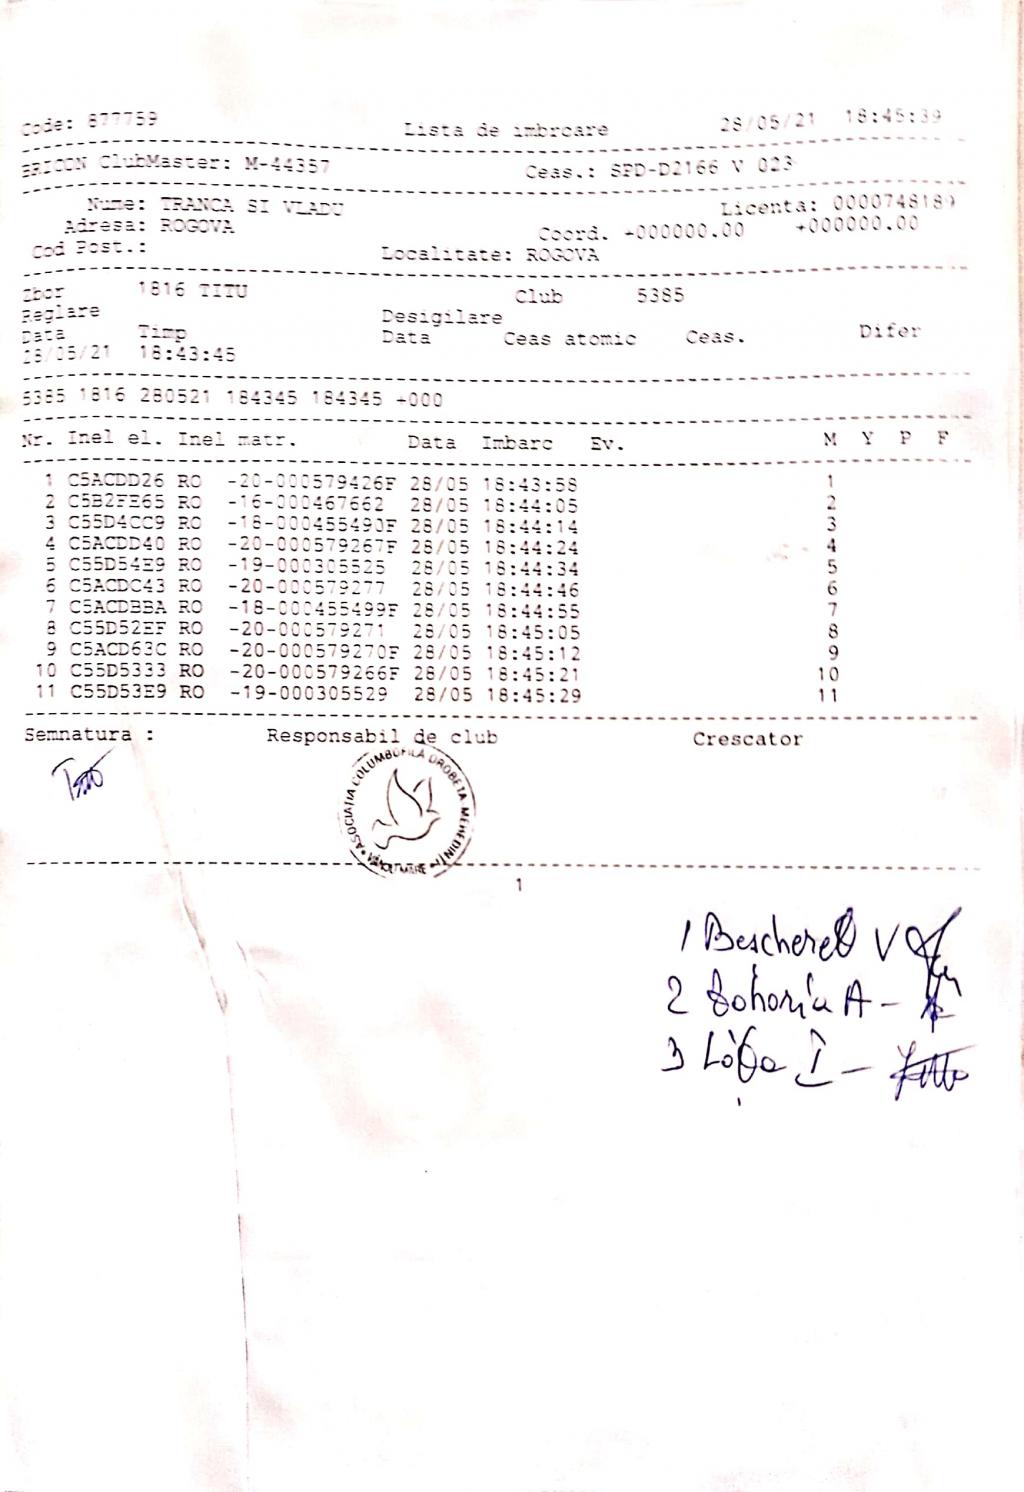 Code: 877759 Lista de imbrcare 28/05/21 18:45:39
BRICON ClubMaster: M-44357 Ceas.: SPD-D2166 V 023
Nume: TRANCA SI VLADU Licenta: 0000748189
Adresa: ROGOVA Coord. +000000.00 +000000.00
Cod Post.: Localitate: ROGOVA
Zbor 1816 TITU Club 5385
Reglare Desigilare
Data Timp Data Ceas atomic Ceas. Difer
28/05/21 18:43:45
5385 1816 280521 184345 184345 +000
Nr. Inel el. Inel matr. Data Imbarc Ev. M Y P F
1 C5ACDD26 RO -20-000579426F 28/05 18:43:58 1
2 C5B2FE65 RO -16-000467662 28/05 18:44:05 2
3 C55D4CC9 RO -18-000455490F 28/05 18:44:14 3
4 C5ACDD40 RO -20-000579267F 28/05 18:44:24 4
5 C55D54E9 RO -19-000305525 28/05 18:44:34 5
6 C5ACDC43 RO -20-000579277 28/05 18:44:46 6
7 C5ACDBBA RO -18-000455499F 28/05 18:44:55 7
8 C55D52EF RO -20-000579271 28/05 18:45:05 8
9 C5ACD63C RO -20-000579270F 28/05 18:45:12 9
10 C55D5333 RO -20-000579266F 28/05 18:45:21 10
11 C55D53E9 RO -19-000305529 28/05 18:45:29 11
Semnatura : Responsabil de club Crescator
ASOCIATIA COLUMBOFILA DROBETA MEHEDINTI
1
1 V
2 A -
3 I -